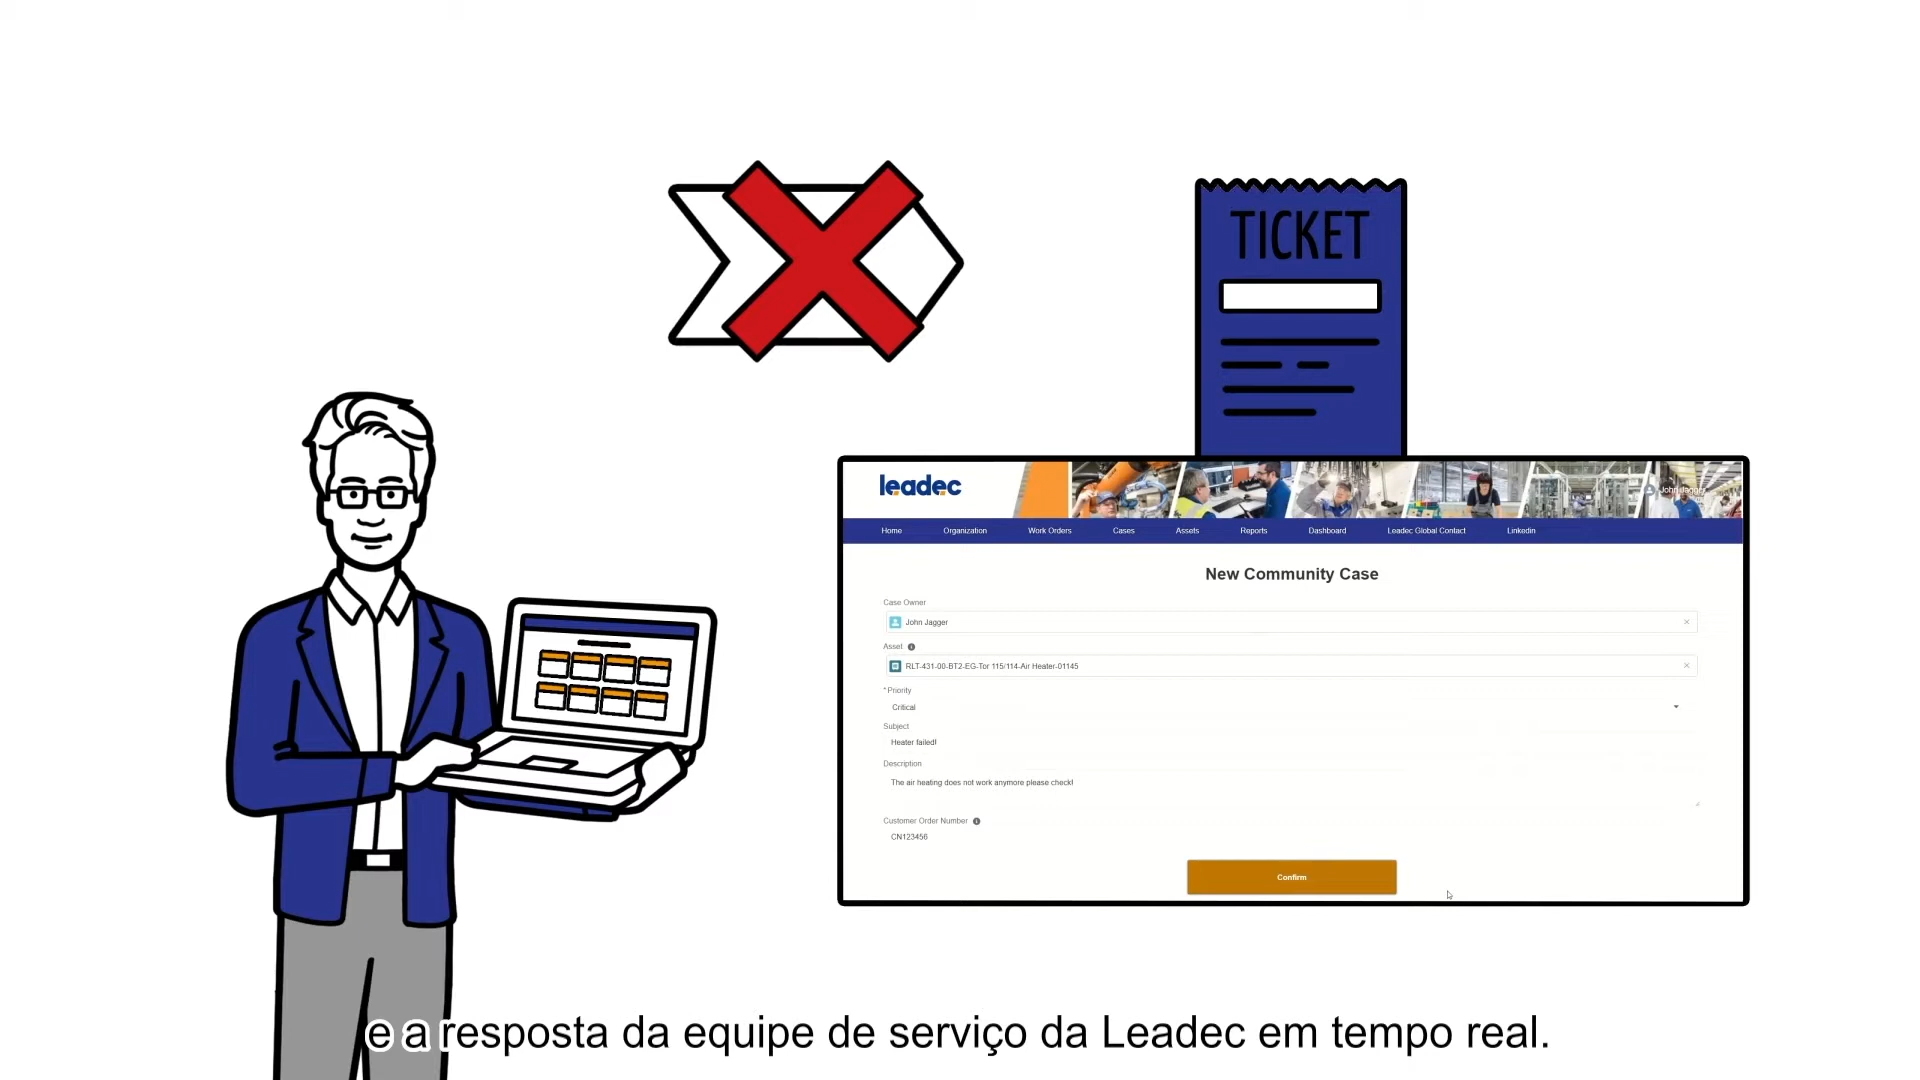 TICKET
leadec
John Jagger
Home Organization Work Orders Cases Assets Reports Dashboard Leadec Global Contact Linkedin
New Community Case
Case Owner
John Jagger
Asset
RLT-431-00-BT2-EG-Tor 115/114-Air Heater-01145
* Priority
Critical
Subject
Heater failed!
Description
The air heating does not work anymore please check!
Customer Order Number
CN123456
Confirm
e a resposta da equipe de serviço da Leadec em tempo real.